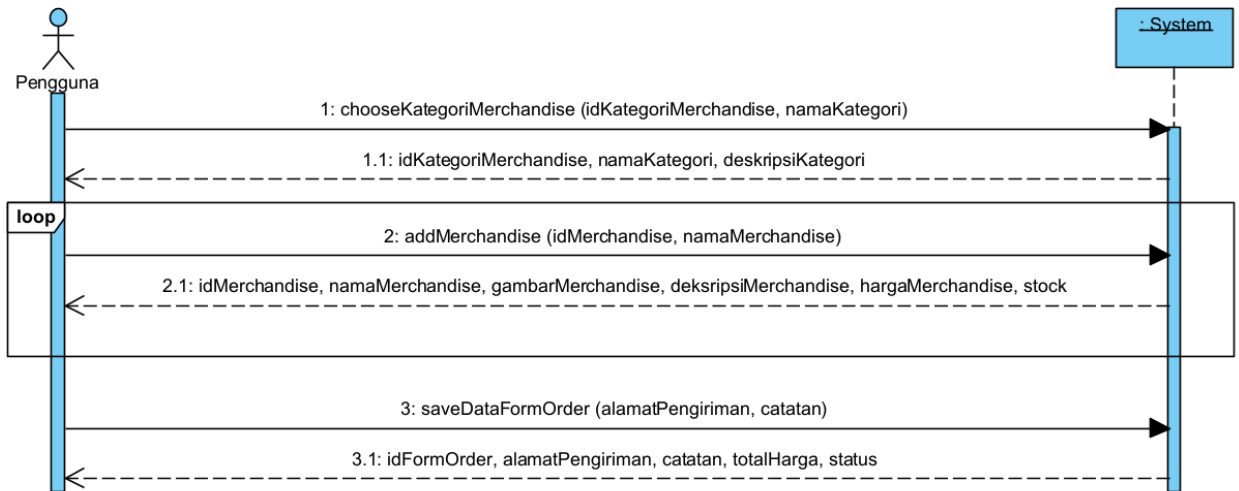 : System
Pengguna
1: chooseKategoriMerchandise (idKategoriMerchandise, namaKategori)
1.1: idKategoriMerchandise, namaKategori, deskripsiKategori
loop
2: addMerchandise (idMerchandise, namaMerchandise)
2.1: idMerchandise, namaMerchandise, gambarMerchandise, deksripsiMerchandise, hargaMerchandise, stock
3: saveDataFormOrder (alamatPengiriman, catatan)
3.1: idFormOrder, alamatPengiriman, catatan, totalHarga, status